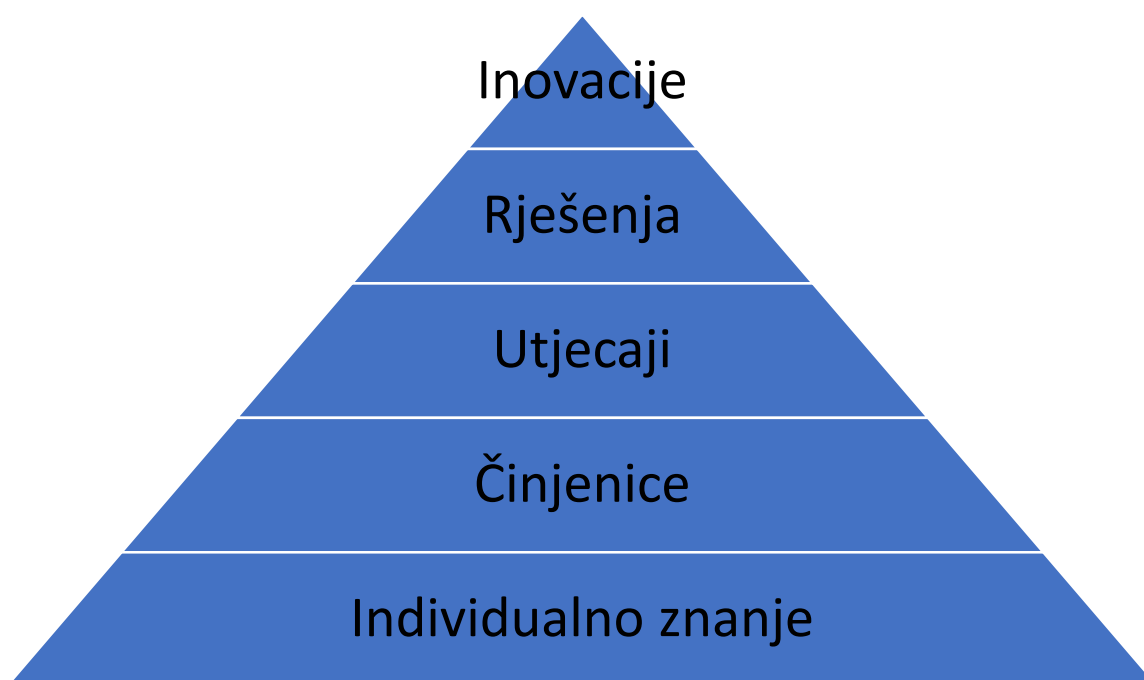 Inovacije
Rješenja
Utjecaji
Činjenice
Individualno znanje